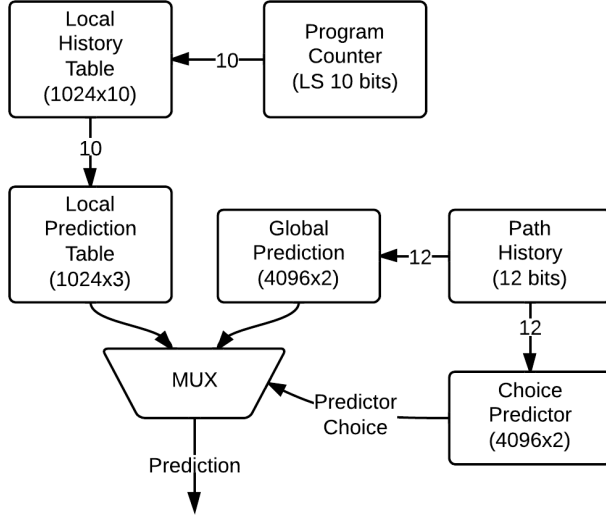 Local
History
Table
(1024x10)
10
Program
Counter
(LS 10 bits)
10
Local
Prediction
Table
(1024x3)
Global
Prediction
(4096x2)
12
Path
History
(12 bits)
12
MUX
Predictor
Choice
Choice
Predictor
(4096x2)
Prediction